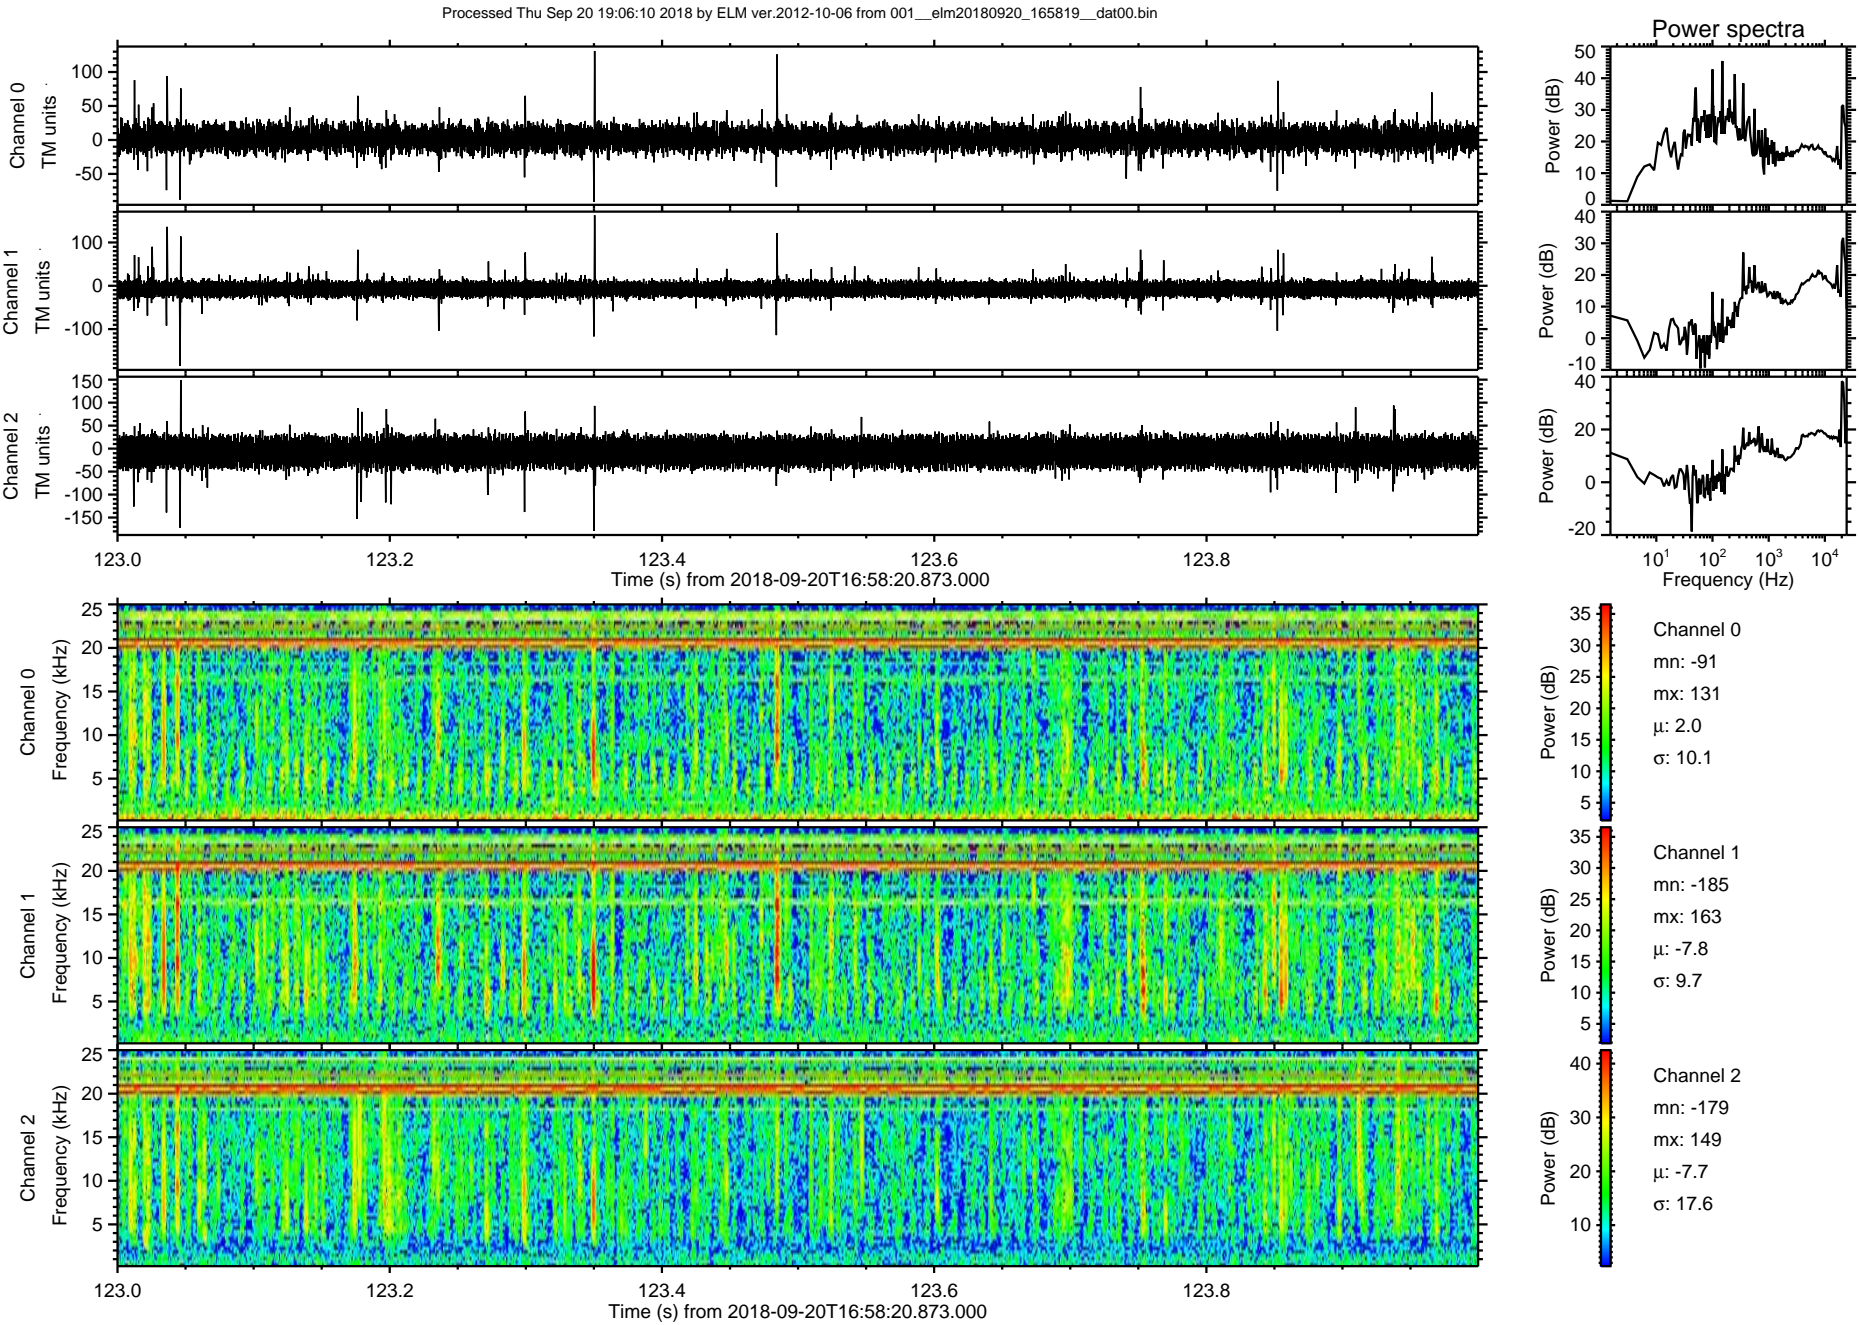 Processed Thu Sep 20 19:06:10 2018 by ELM ver.2012-10-06 from 001__elm20180920_165819__dat00.bin
Power spectra
Channel 0
TM units
100
50
0
-50
Power (dB)
50
40
30
20
10
0
Channel 1
TM units
100
0
-100
Power (dB)
40
30
20
10
0
-10
Channel 2
TM units
150
100
50
0
-50
-100
-150
Power (dB)
40
20
0
-20
123.0 123.2 123.4 123.6 123.8
Time (s) from 2018-09-20T16:58:20.873.000
10¹ 10² 10³ 10⁴
Frequency (Hz)
Channel 0
Frequency (kHz)
25
20
15
10
5
Power (dB)
35
30
25
20
15
10
5
Channel 0
mn: -91
mx: 131
μ: 2.0
σ: 10.1
Channel 1
Frequency (kHz)
25
20
15
10
5
Power (dB)
35
30
25
20
15
10
5
Channel 1
mn: -185
mx: 163
μ: -7.8
σ: 9.7
Channel 2
Frequency (kHz)
25
20
15
10
5
Power (dB)
40
30
20
10
Channel 2
mn: -179
mx: 149
μ: -7.7
σ: 17.6
123.0 123.2 123.4 123.6 123.8
Time (s) from 2018-09-20T16:58:20.873.000